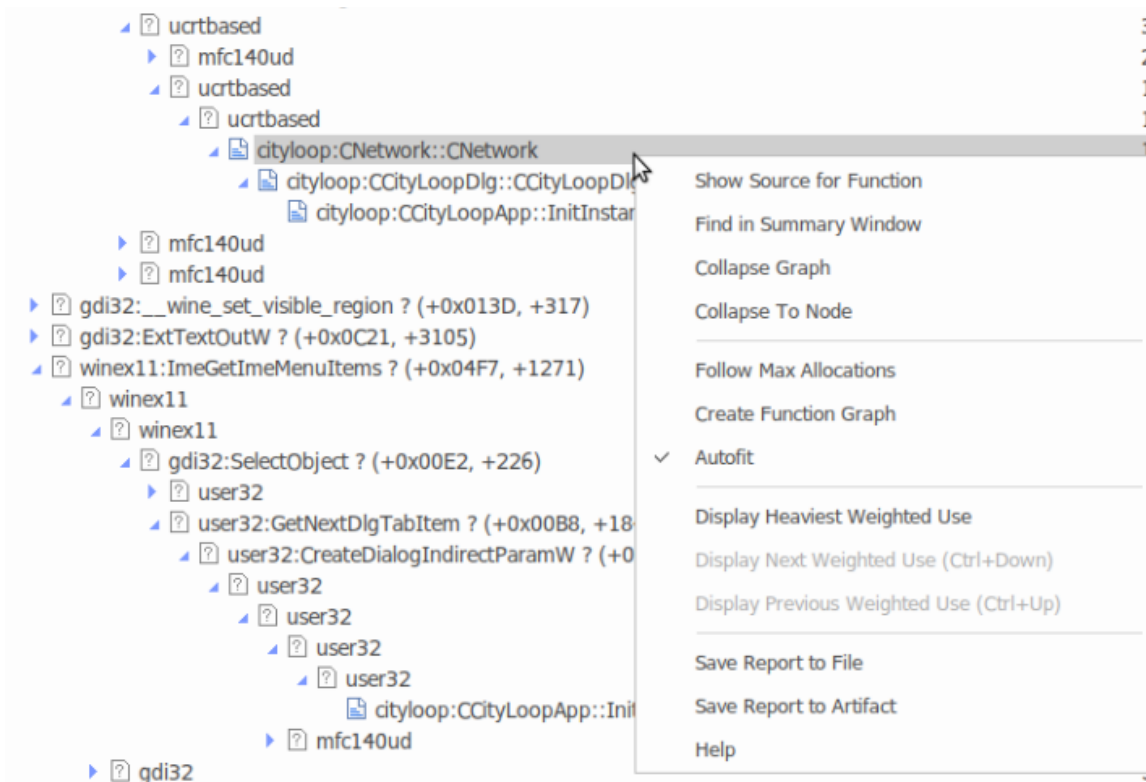 ucrtbased
mfc140ud
ucrtbased
ucrtbased
cityloop:CNetwork::CNetwork
cityloop:CCityLoopDlg::CCityLoopDlg
cityloop:CCityLoopApp::InitInstan
mfc140ud
mfc140ud
gdi32:__wine_set_visible_region ? (+0x013D, +317)
gdi32:ExtTextOutW ? (+0x0C21, +3105)
winex11:ImeGetImeMenuItems ? (+0x04F7, +1271)
winex11
winex11
gdi32:SelectObject ? (+0x00E2, +226)
user32
user32:GetNextDlgTabItem ? (+0x00B8, +18
user32:CreateDialogIndirectParamW ? (+0
user32
user32
user32
user32
cityloop:CCityLoopApp::Init
mfc140ud
gdi32
Show Source for Function
Find in Summary Window
Collapse Graph
Collapse To Node
Follow Max Allocations
Create Function Graph
Autofit
Display Heaviest Weighted Use
Display Next Weighted Use (Ctrl+Down)
Display Previous Weighted Use (Ctrl+Up)
Save Report to File
Save Report to Artifact
Help